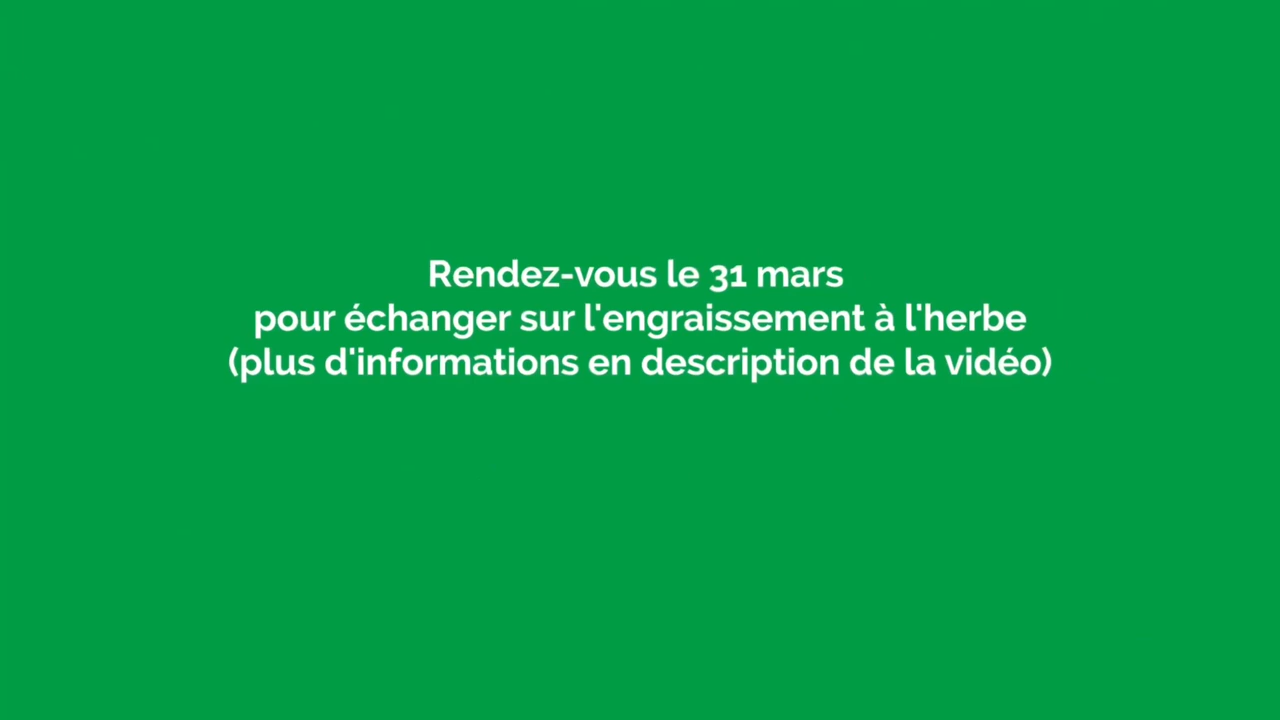 Rendez-vous le 31 mars
pour échanger sur l'engraissement à l'herbe
(plus d'informations en description de la vidéo)